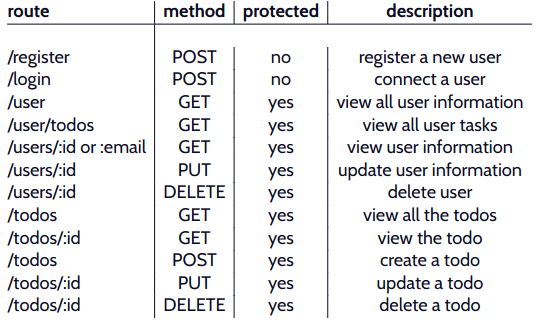 route method protected description
/register POST no register a new user
/login POST no connect a user
/user GET yes view all user information
/user/todos GET yes view all user tasks
/users/:id or :email GET yes view user information
/users/:id PUT yes update user information
/users/:id DELETE yes delete user
/todos GET yes view all the todos
/todos/:id GET yes view the todo
/todos POST yes create a todo
/todos/:id PUT yes update a todo
/todos/:id DELETE yes delete a todo